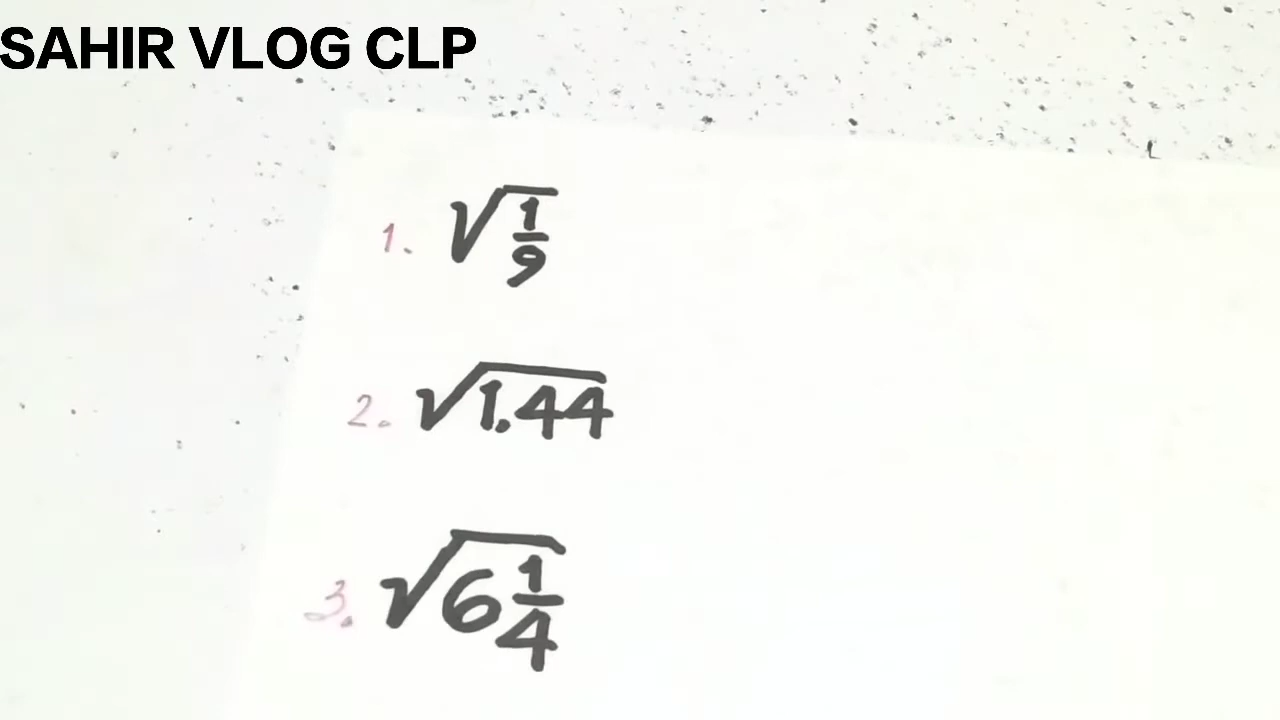 SAHIR VLOG CLP
1. √(1/9)
2. √1.44
3. √(6 1/4)